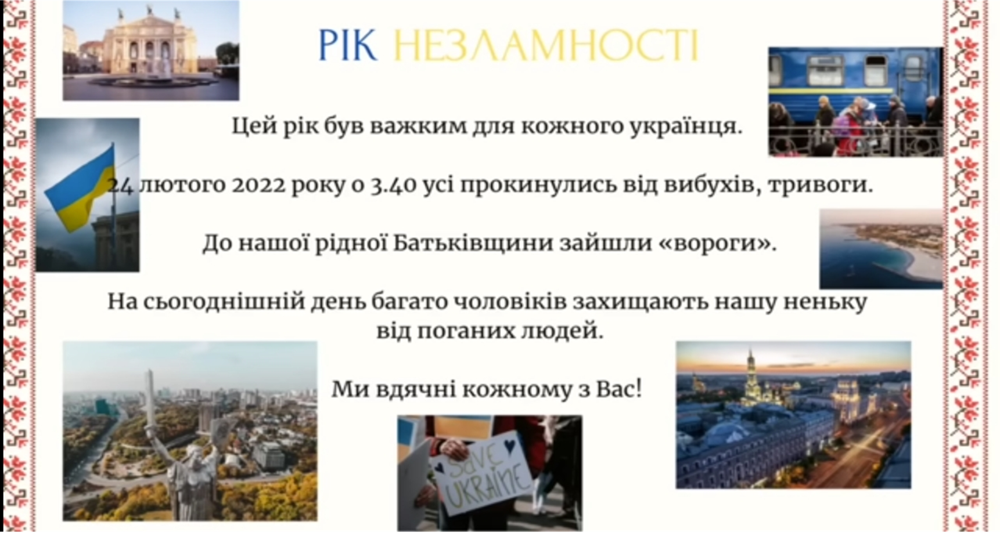 РІК НЕЗЛАМНОСТІ
Цей рік був важким для кожного українця.
24 лютого 2022 року о 3.40 усі прокинулись від вибухів, тривоги.
До нашої рідної Батьківщини зайшли «вороги».
На сьогоднішній день багато чоловіків захищають нашу неньку
від поганих людей.
Ми вдячні кожному з Вас!
SAVE
UKRAINE